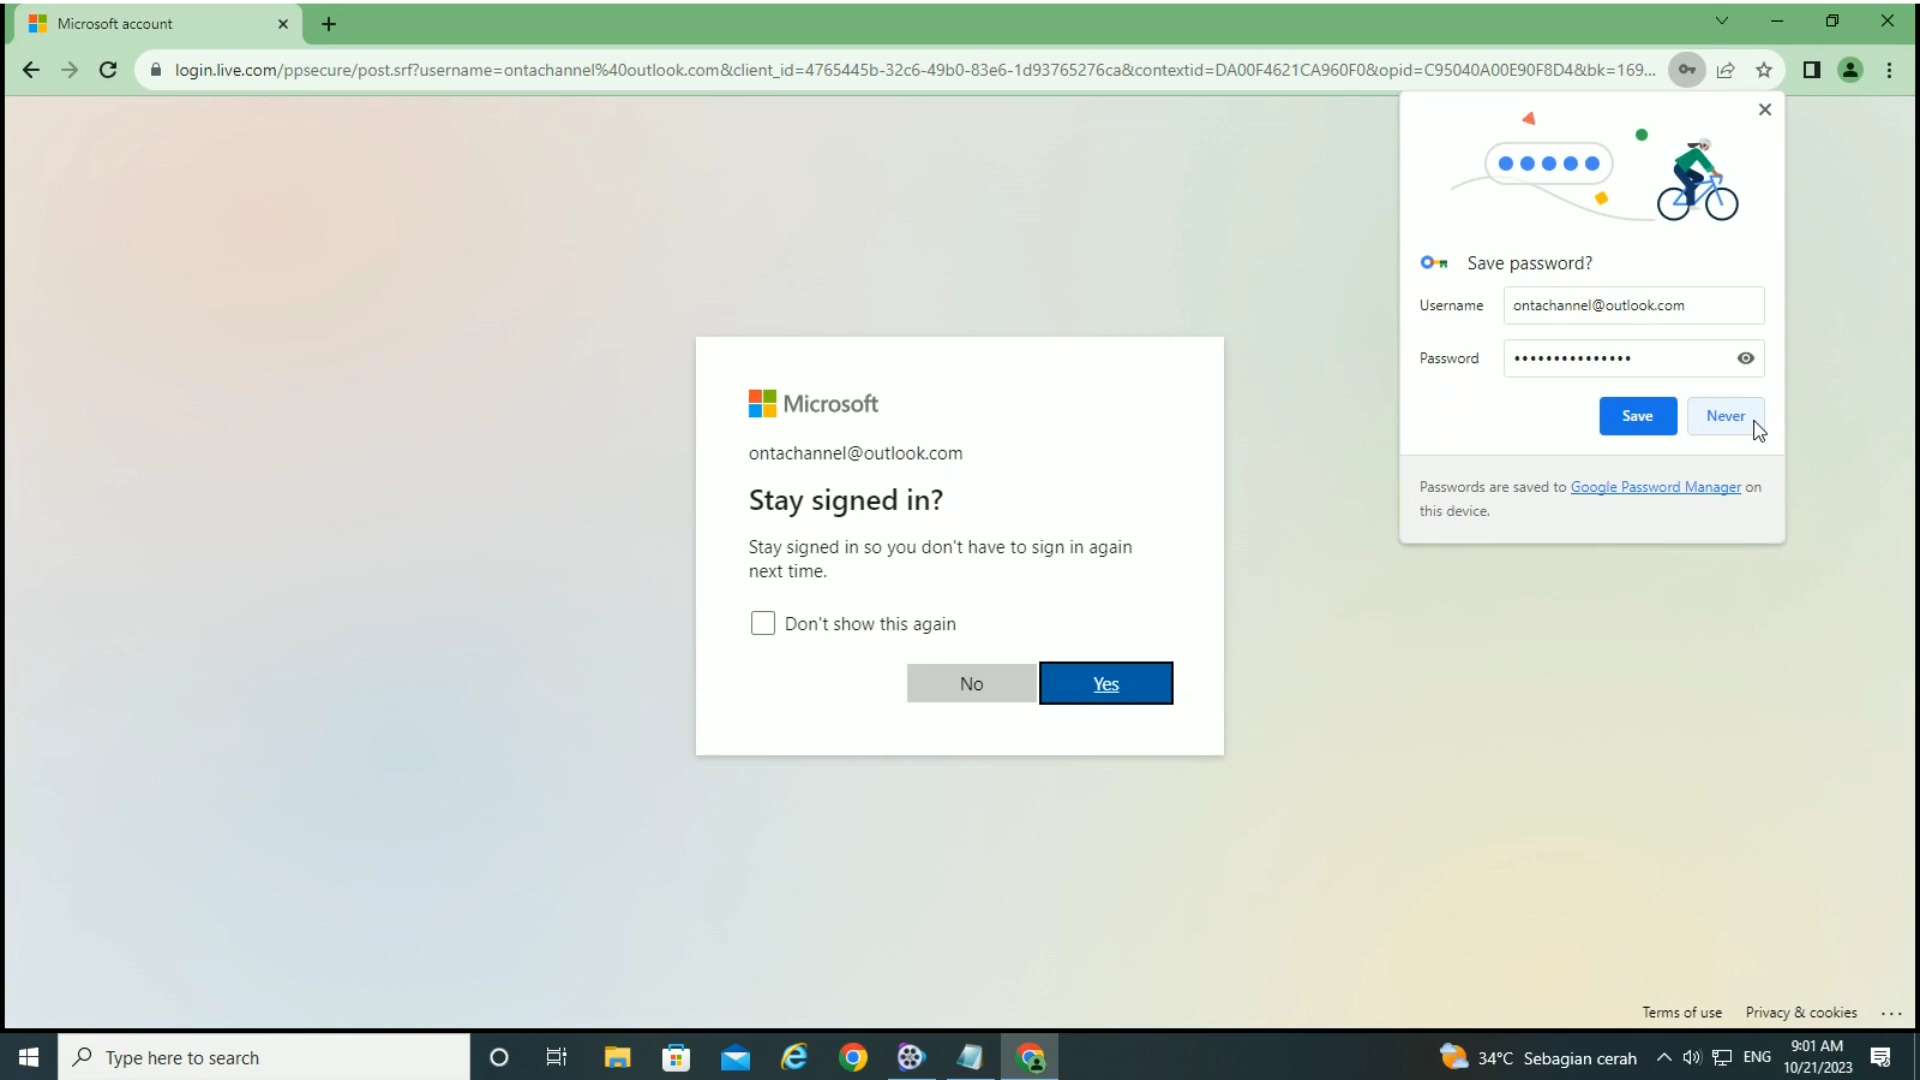 Microsoft account
login.live.com/ppsecure/post.srf?username=ontachannel%40outlook.com&client_id=4765445b-32c6-49b0-83e6-1d93765276ca&contextid=DA00F4621CA960F0&opid=C95040A00E90F8D4&bk=169...
Save password?
Username
ontachannel@outlook.com
Password
•••••••••••••••
Save
Never
Passwords are saved to Google Password Manager on
this device.
Microsoft
ontachannel@outlook.com
Stay signed in?
Stay signed in so you don't have to sign in again
next time.
Don't show this again
No
Yes
Terms of use
Privacy & cookies
...
Type here to search
34°C Sebagian cerah
ENG
9:01 AM
10/21/2023